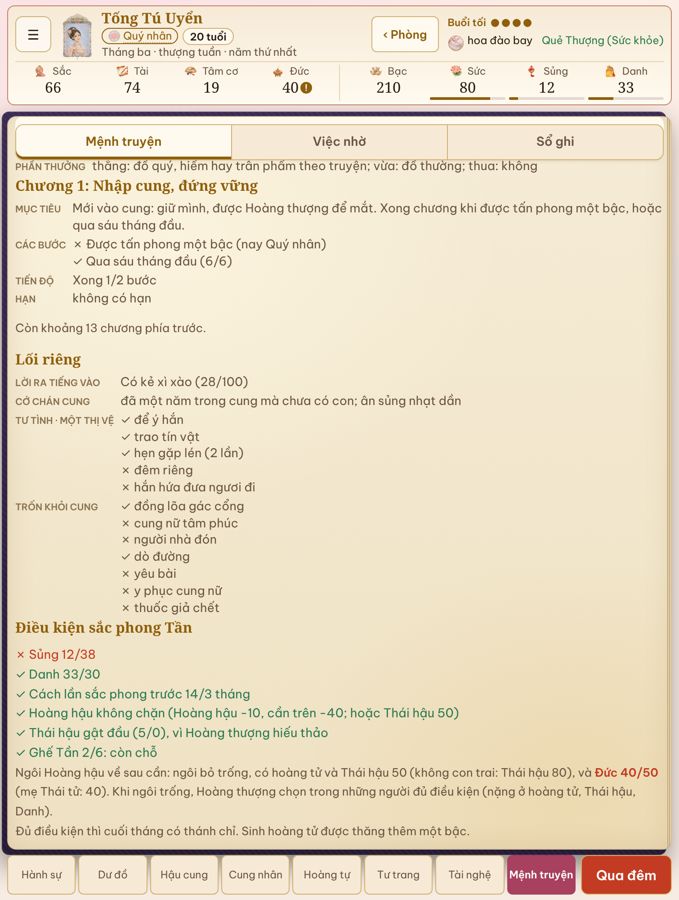 ☰
Tống Tú Uyển
Quý nhân 20 tuổi
Tháng ba · thượng tuần · năm thứ nhất
‹ Phòng
Buổi tối
hoa đào bay Quẻ Thượng (Sức khỏe)
Sắc Tài Tâm cơ Đức Bạc Sức Sủng Danh
66 74 19 40 ! 210 80 12 33
Mệnh truyện Việc nhờ Sổ ghi
PHẦN THƯỞNG thắng: đồ quý, hiếm hay trân phẩm theo truyện; vừa: đồ thường; thua: không
Chương 1: Nhập cung, đứng vững
MỤC TIÊU Mới vào cung: giữ mình, được Hoàng thượng để mắt. Xong chương khi được tấn phong một bậc, hoặc
qua sáu tháng đầu.
CÁC BƯỚC × Được tấn phong một bậc (nay Quý nhân)
✓ Qua sáu tháng đầu (6/6)
TIẾN ĐỘ Xong 1/2 bước
HẠN không có hạn
Còn khoảng 13 chương phía trước.
Lối riêng
LỜI RA TIẾNG VÀO Có kẻ xì xào (28/100)
CỚ CHÁN CUNG đã một năm trong cung mà chưa có con; ân sủng nhạt dần
TƯ TÌNH · MỘT THỊ VỆ ✓ để ý hắn
✓ trao tín vật
✓ hẹn gặp lén (2 lần)
× đêm riêng
× hắn hứa đưa ngươi đi
TRỐN KHỎI CUNG ✓ đồng lõa gác cổng
× cung nữ tâm phúc
× người nhà đón
✓ dò đường
× yêu bài
× y phục cung nữ
× thuốc giả chết
Điều kiện sắc phong Tần
× Sủng 12/38
✓ Danh 33/30
✓ Cách lần sắc phong trước 14/3 tháng
✓ Hoàng hậu không chặn (Hoàng hậu -10, cần trên -40; hoặc Thái hậu 50)
✓ Thái hậu gật đầu (5/0), vì Hoàng thượng hiếu thảo
✓ Ghế Tần 2/6: còn chỗ
Ngôi Hoàng hậu về sau cần: ngôi bỏ trống, có hoàng tử và Thái hậu 50 (không con trai: Thái hậu 80), và Đức 40/50
(mẹ Thái tử: 40). Khi ngôi trống, Hoàng thượng chọn trong những người đủ điều kiện (nặng ở hoàng tử, Thái hậu,
Danh).
Đủ điều kiện thì cuối tháng có thánh chỉ. Sinh hoàng tử được thăng thêm một bậc.
Hành sự Dư đồ Hậu cung Cung nhân Hoàng tự Tư trang Tài nghệ Mệnh truyện Qua đêm